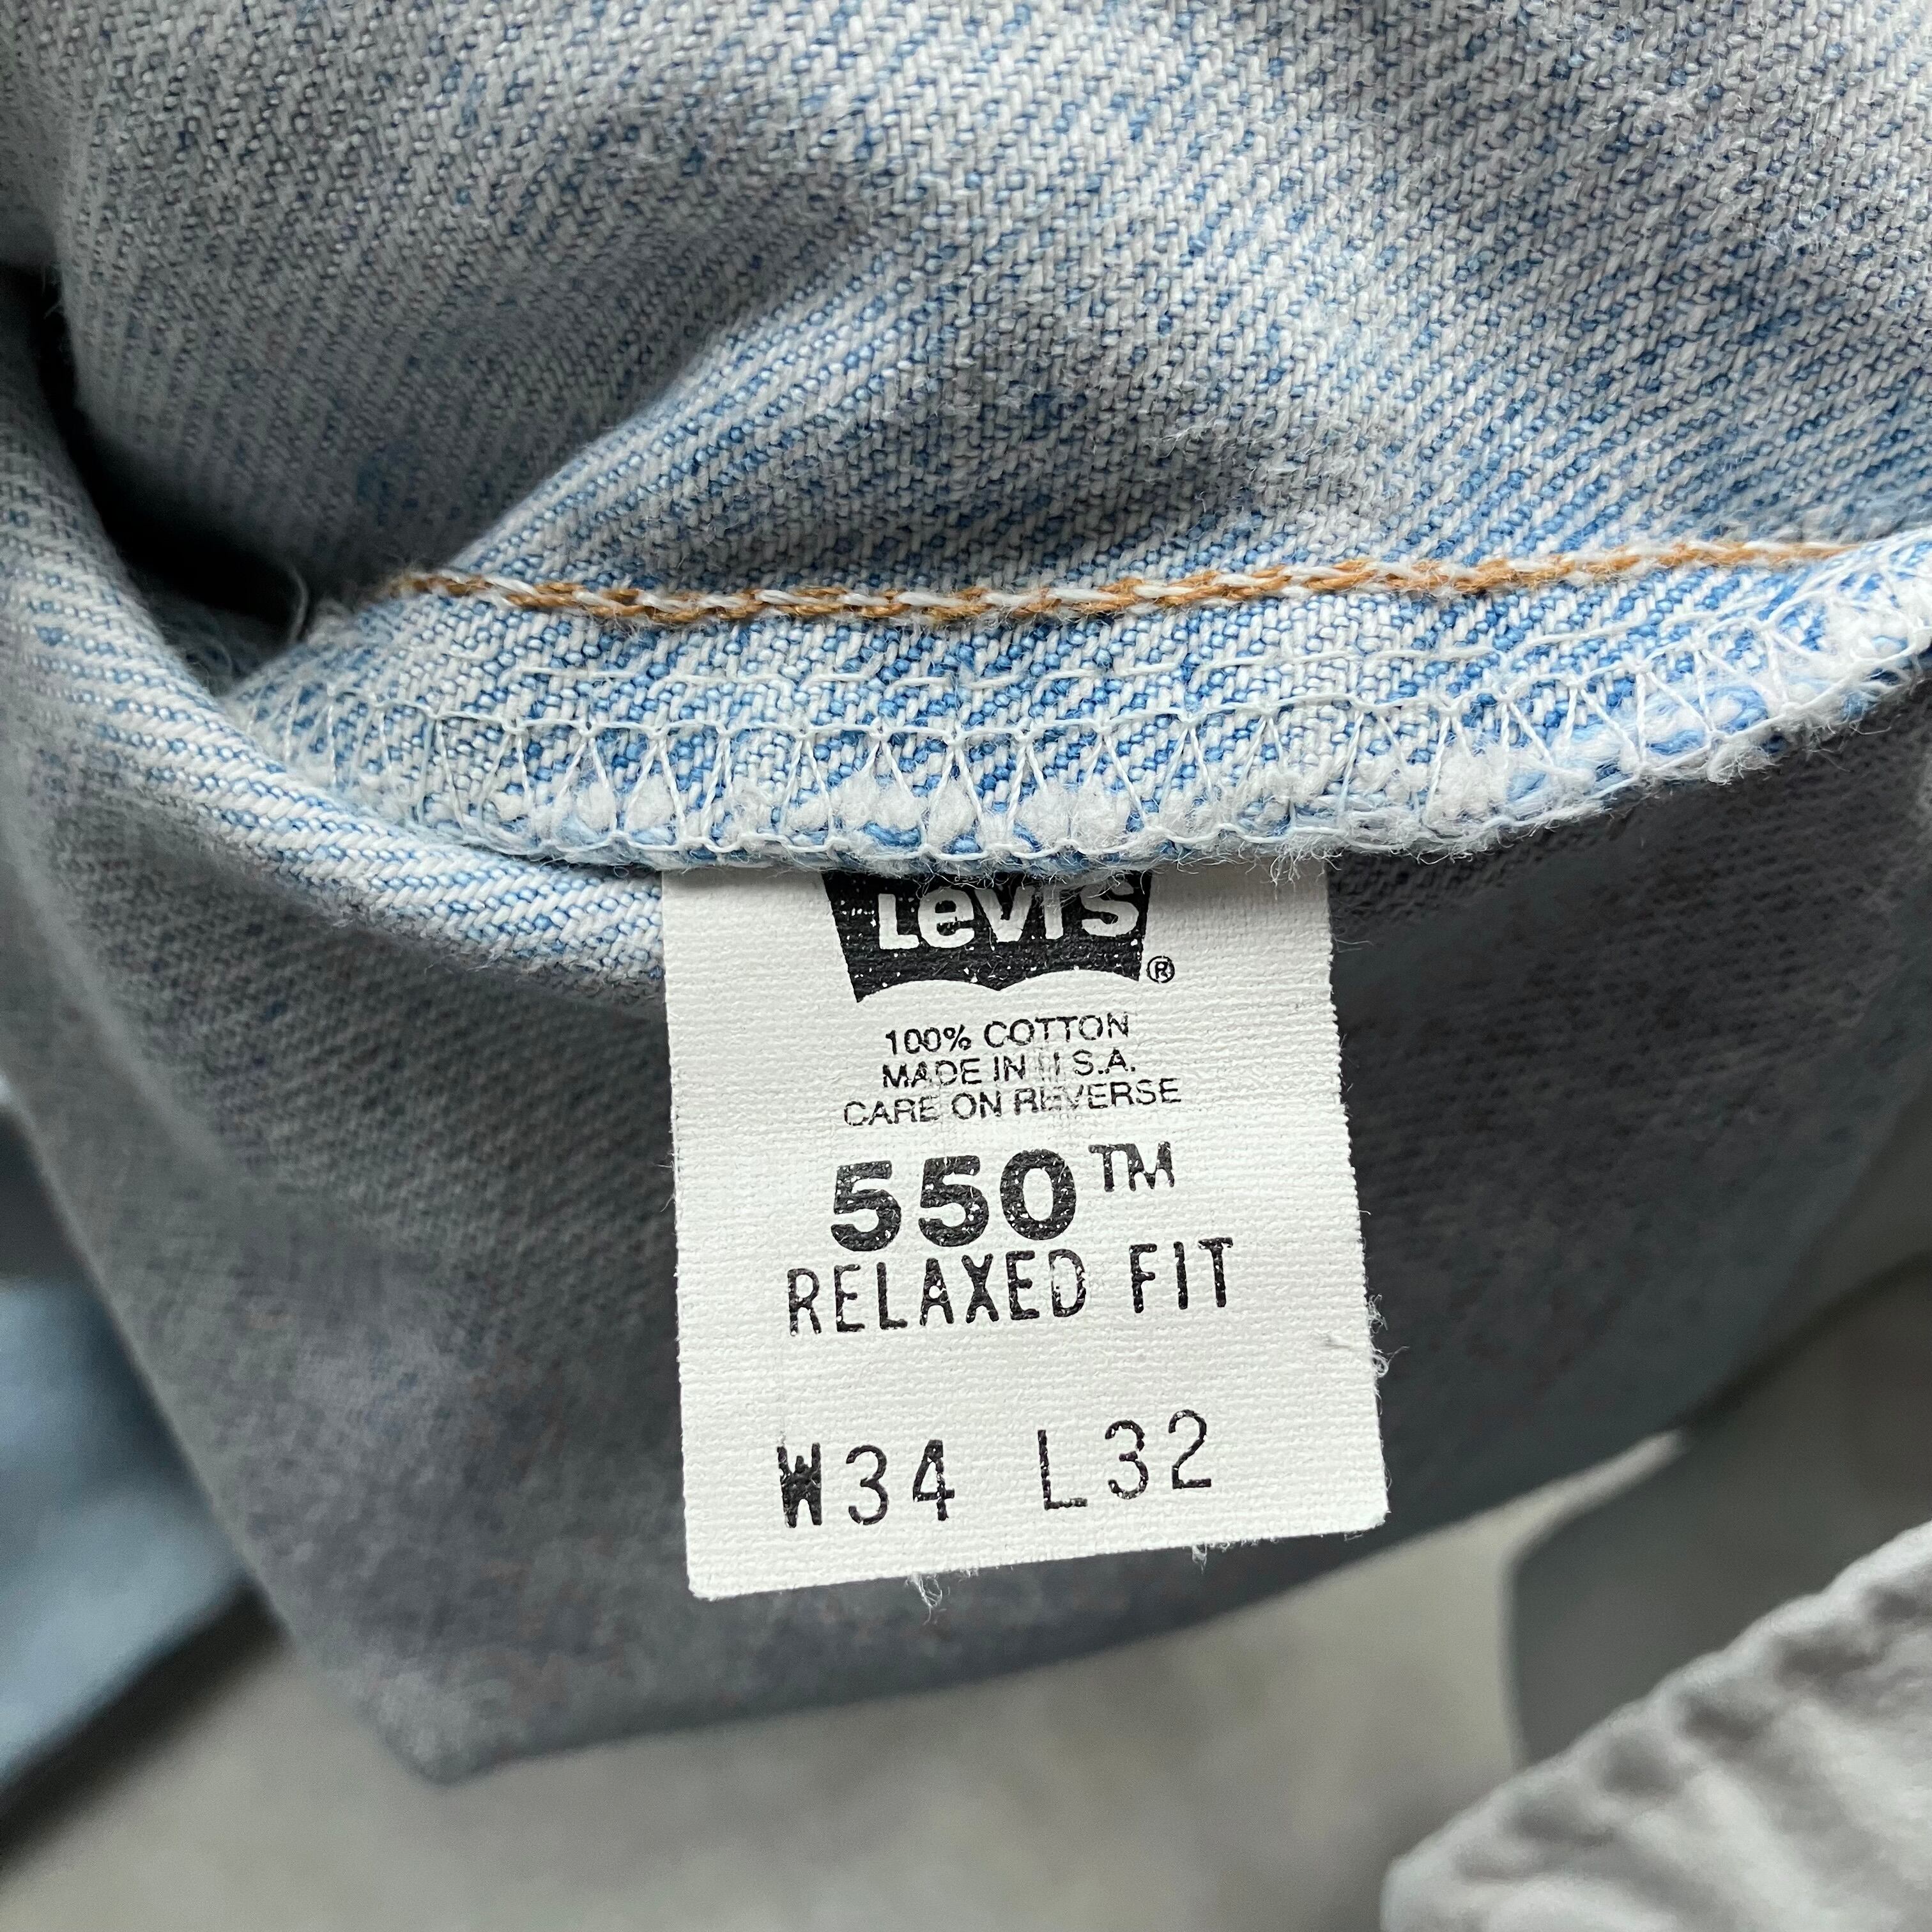 Levi's
®
100% COTTON
MADE IN U.S.A.
CARE ON REVERSE
550™
RELAXED FIT
W34 L32